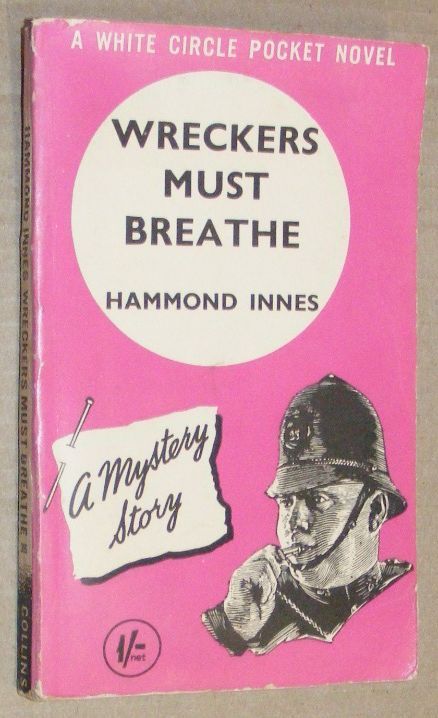 A WHITE CIRCLE POCKET NOVEL
WRECKERS
MUST
BREATHE
HAMMOND INNES
A Mystery
Story
1/-
net
HAMMOND INNES WRECKERS MUST BREATHE COLLINS